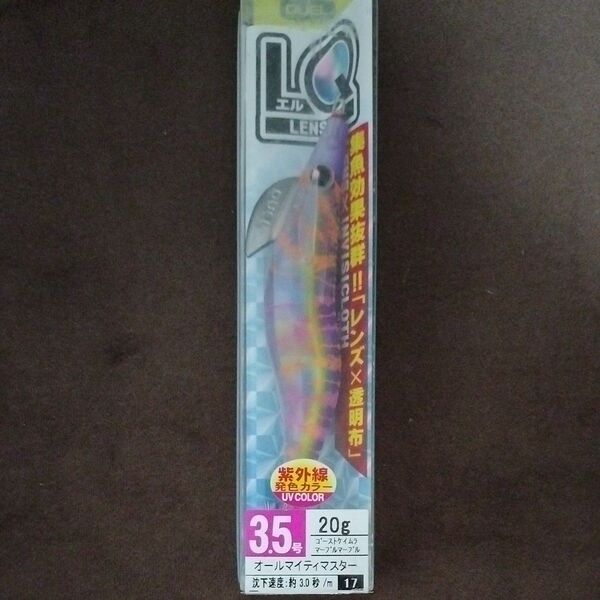 DUEL
LQ
エル
LENS
集魚効果抜群!!「レンズ×透明布」
INVISICLOTH
紫外線
発色カラー
UV COLOR
3.5号
20g
ゴーストケイムラ
マーブルマーブル
オールマイティマスター
沈下速度:約3.0秒/m 17